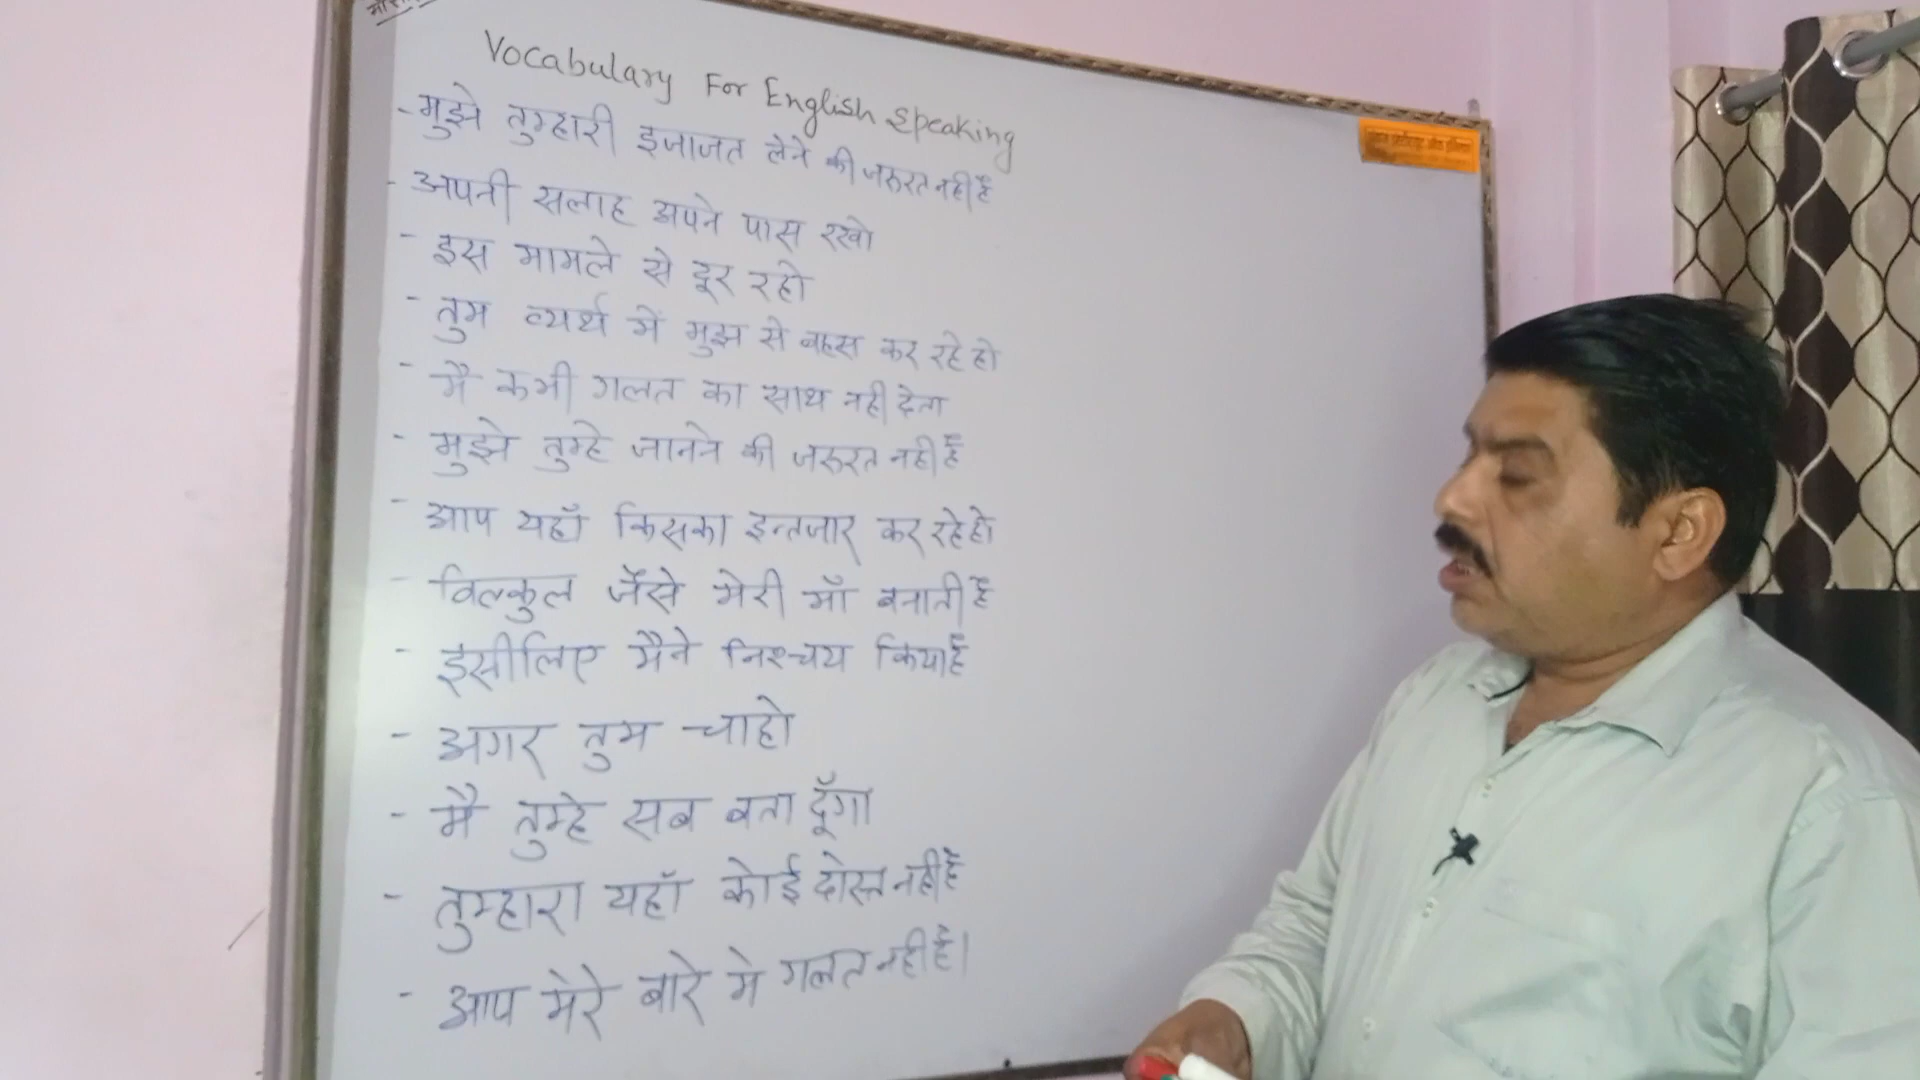 Vocabulary For English Speaking
- मुझे तुम्हारी इजाजत लेने की जरुरत नही है
- अपनी सलाह अपने पास रखो
- इस मामले से दूर रहो
- तुम व्यर्थ में मुझ से बहस कर रहे हो
- मै कभी गलत का साथ नही देता
- मुझे तुम्हे जानने की जरुरत नही है
- आप यहाँ किसका इन्तजार कर रहे हो
- विल्कुल जैसे मेरी माँ बनाती है
- इसीलिए मैने निश्चय किया है
- अगर तुम चाहो
- मै तुम्हे सब बता दूँगा
- तुम्हारा यहाँ कोई दोस्त नही है
- आप मेरे बारे मे गलत नही है।